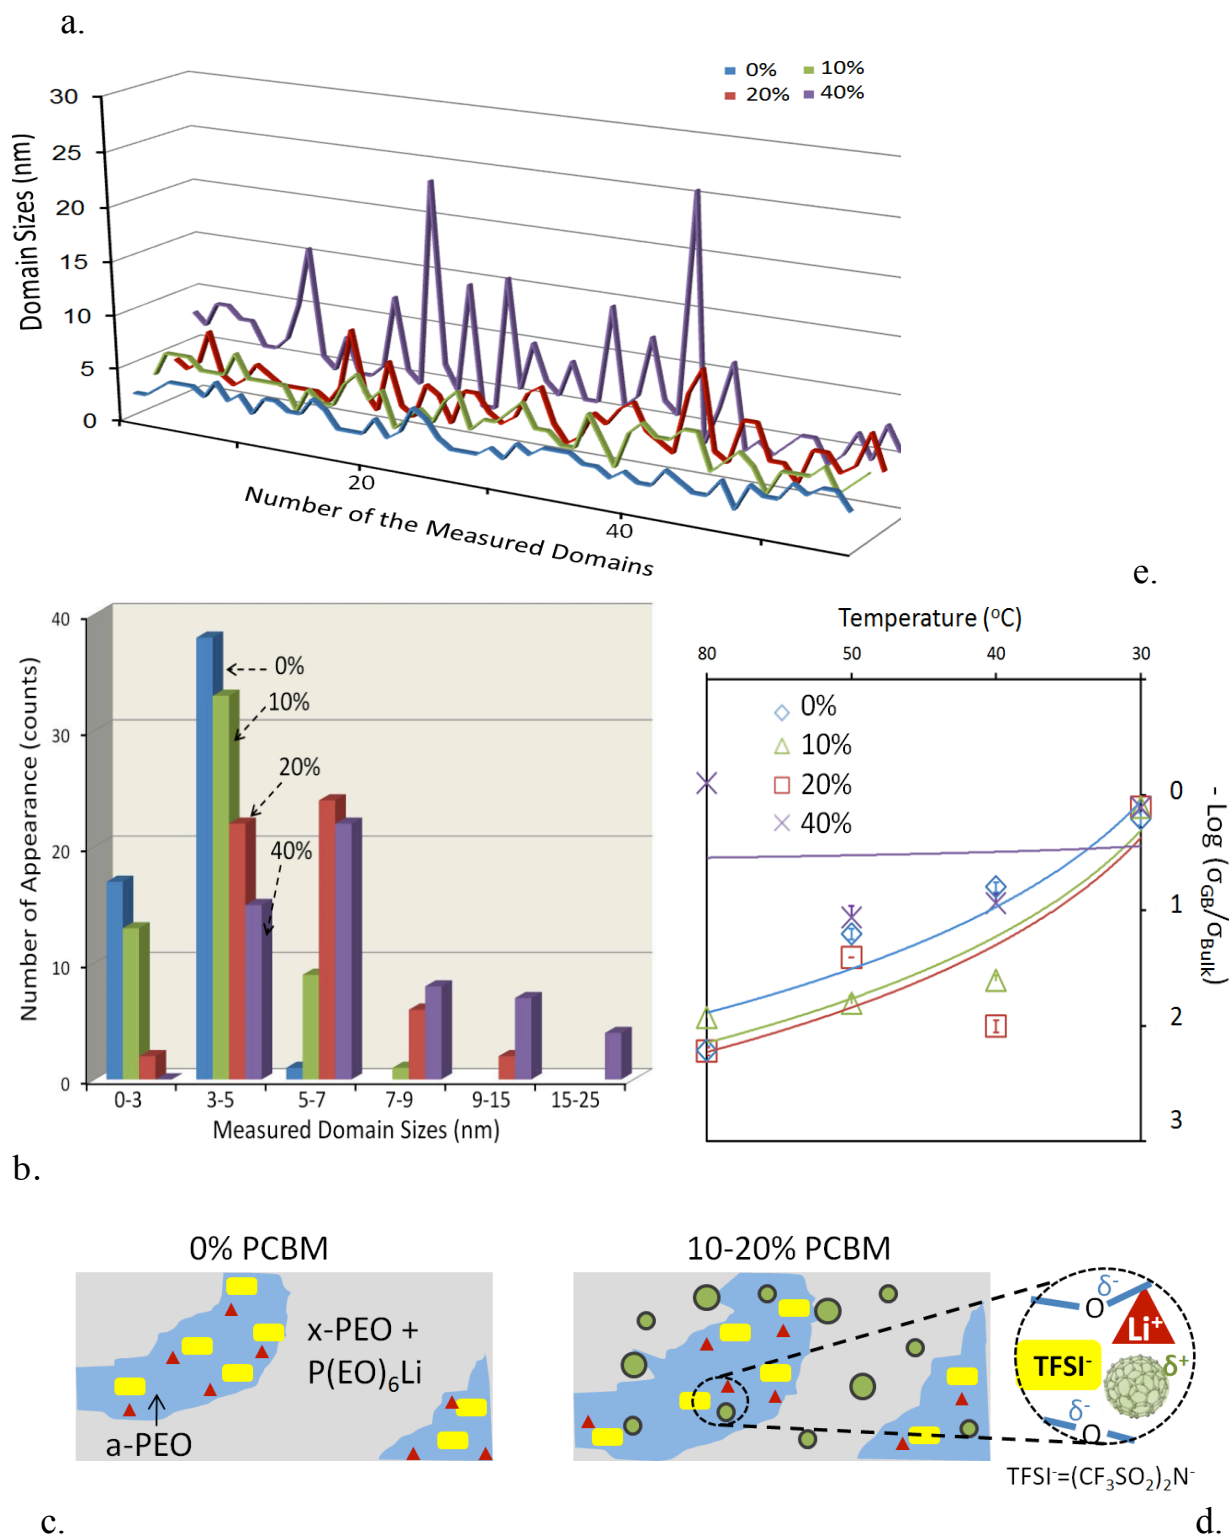 a.
0% 10%
20% 40%
30
25
20
15
10
5
0
Domain Sizes (nm)
20
40
Number of the Measured Domains
e.
40
30
20
10
0
Number of Appearance (counts)
0%
10%
20%
40%
0-3 3-5 5-7 7-9 9-15 15-25
Measured Domain Sizes (nm)
Temperature (ºC)
80 50 40 30
0%
10%
20%
40%
0
1
2
3
- Log (σGB/σBulk)
b.
0% PCBM
x-PEO +
P(EO)6Li
a-PEO
10-20% PCBM
δ-
O
Li+
TFSI-
δ+
δ-
O
TFSI-=(CF3SO2)2N-
c.
d.